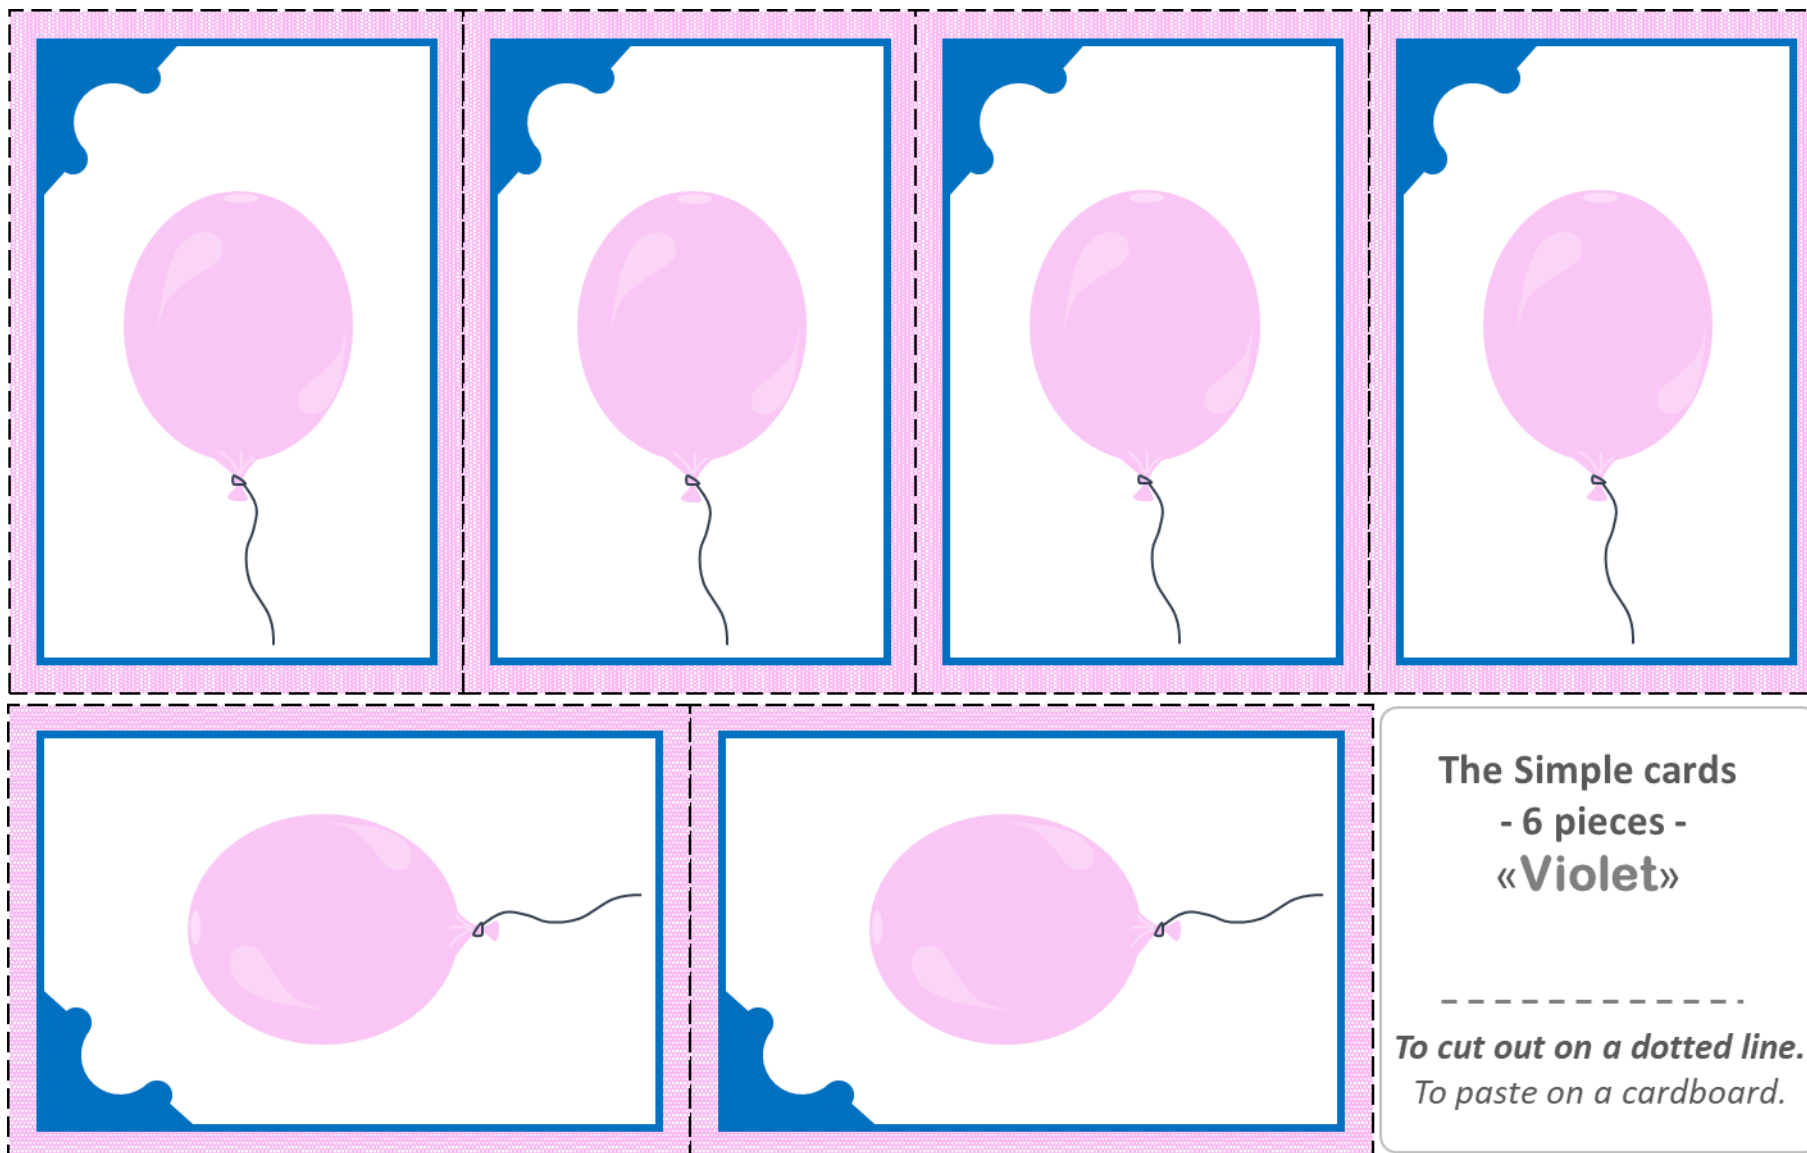 The Simple cards
- 6 pieces -
«Violet»
To cut out on a dotted line.
To paste on a cardboard.